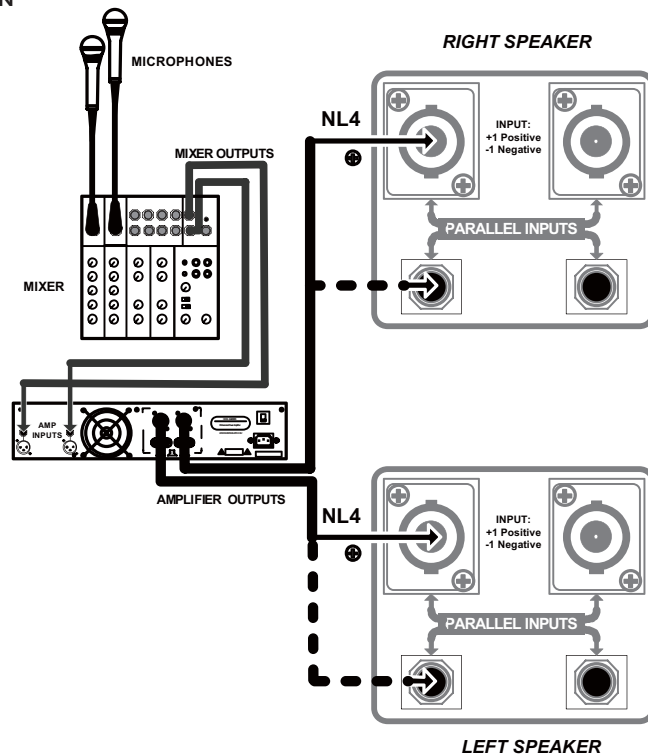 N
RIGHT SPEAKER
MICROPHONES
NL4
INPUT:
+1 Positive
-1 Negative
MIXER OUTPUTS
PARALLEL INPUTS
MIXER
AMP
INPUTS
AMPLIFIER OUTPUTS
NL4
INPUT:
+1 Positive
-1 Negative
PARALLEL INPUTS
LEFT SPEAKER